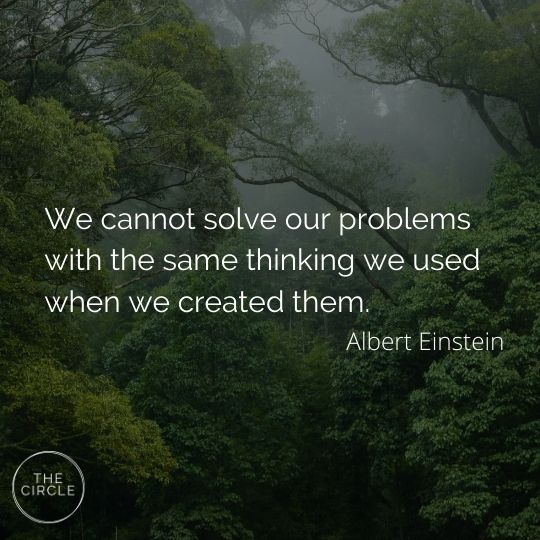 We cannot solve our problems
with the same thinking we used
when we created them.
Albert Einstein
THE
CIRCLE